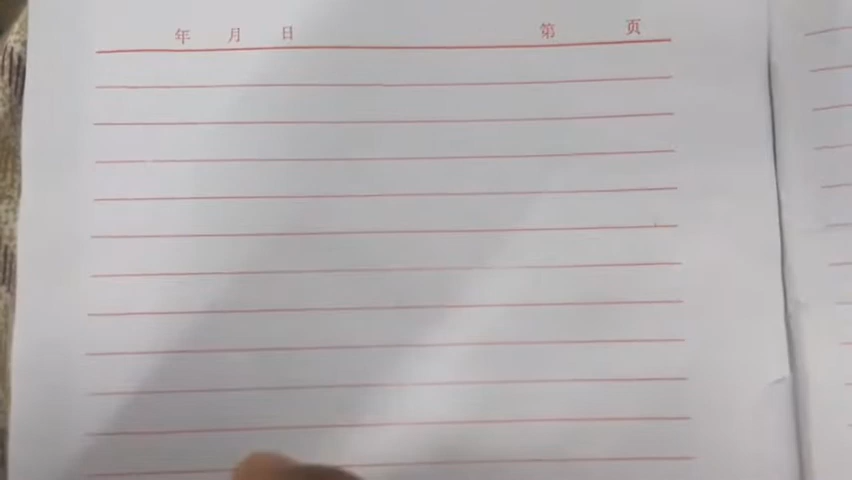 年 月 日 第 页